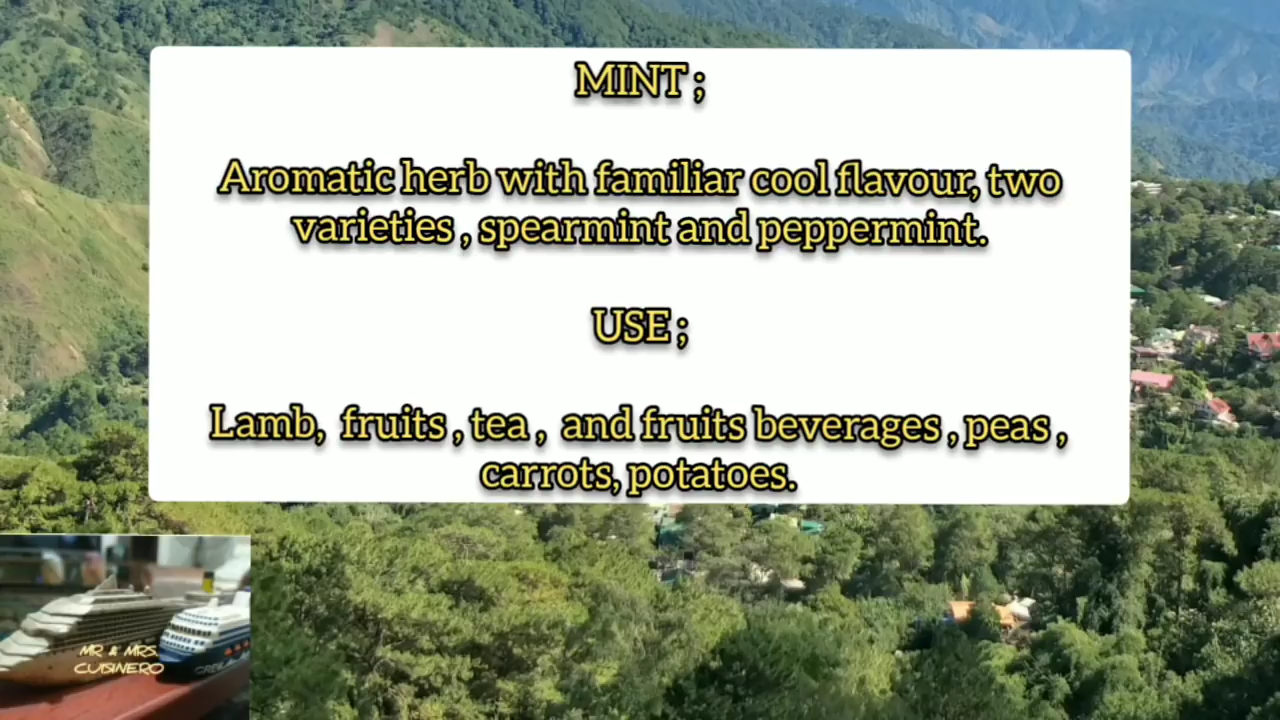 MINT ;
Aromatic herb with familiar cool flavour, two
varieties , spearmint and peppermint.
USE ;
Lamb, fruits , tea , and fruits beverages , peas ,
carrots, potatoes.
MR & MRS.
CUISINERO